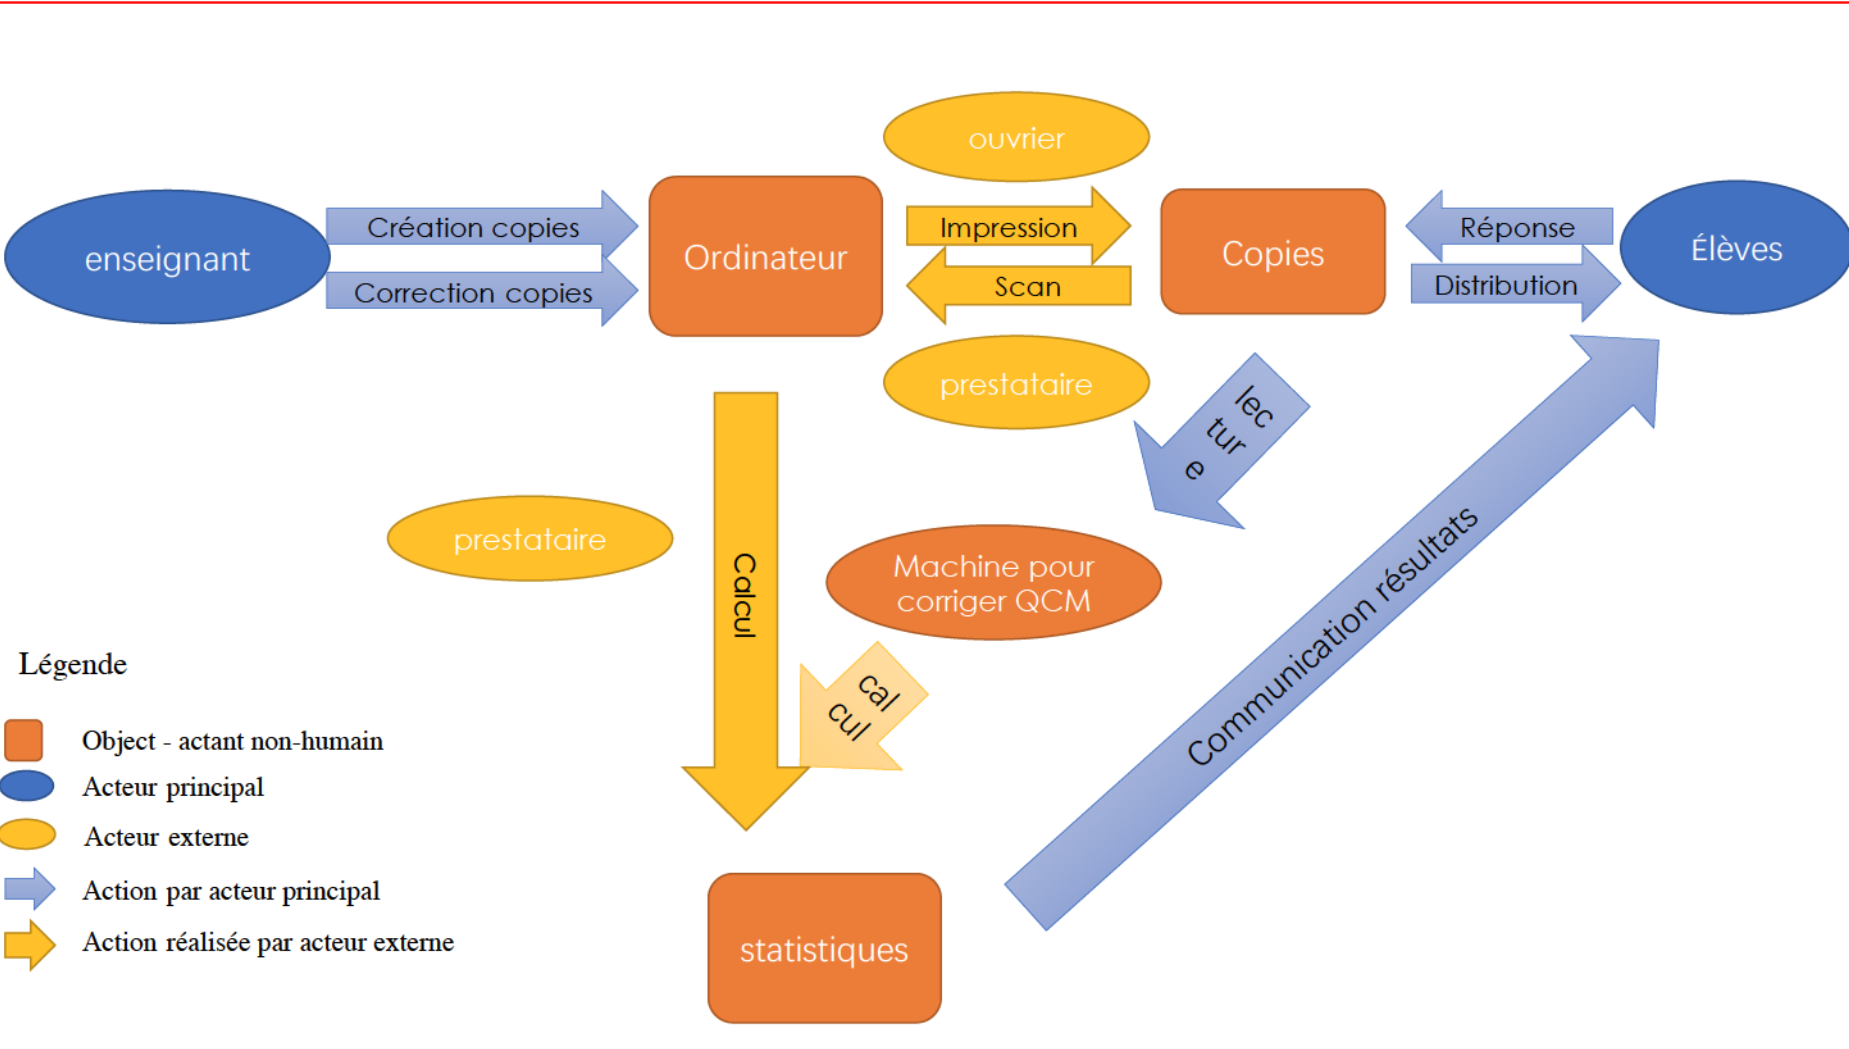 ouvrier
enseignant
Création copies
Correction copies
Ordinateur
Impression
Scan
Copies
Réponse
Distribution
Élèves
prestataire
lec
tur
e
prestataire
Calcul
Machine pour
corriger QCM
cal
cul
Communication résultats
statistiques
Légende
Object - actant non-humain
Acteur principal
Acteur externe
Action par acteur principal
Action réalisée par acteur externe